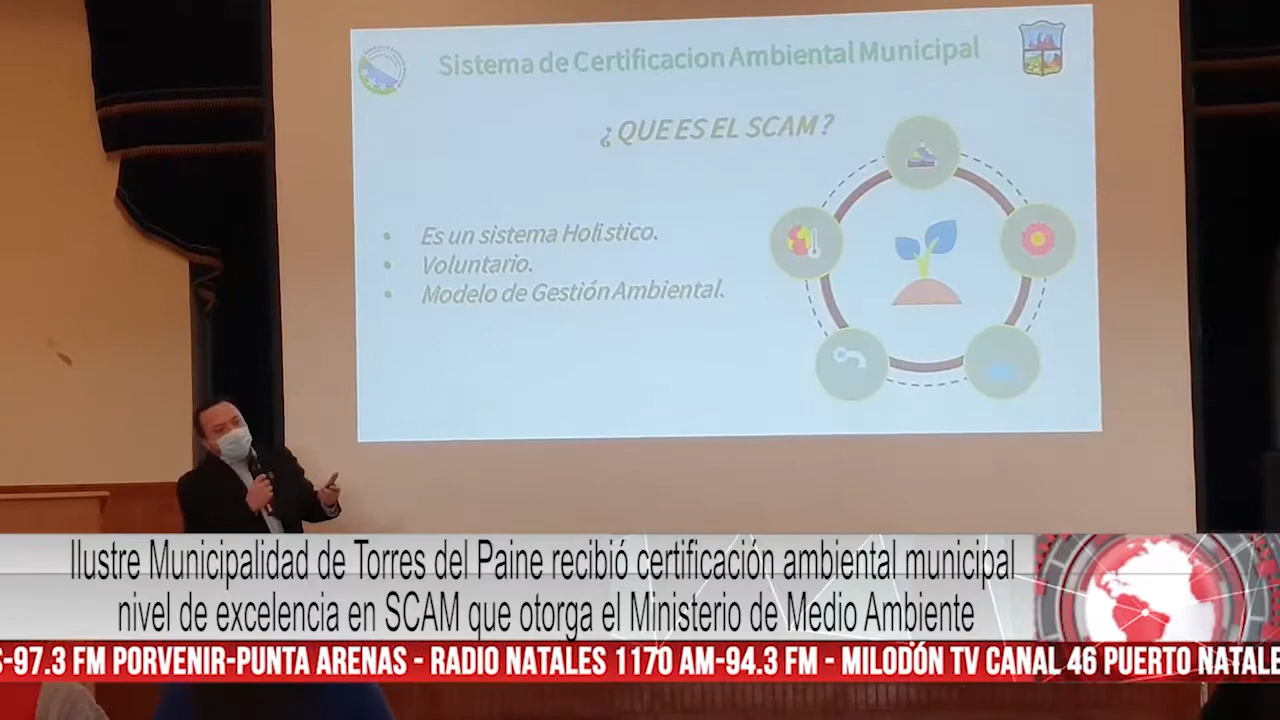 Sistema de Certificacion Ambiental Municipal
¿ QUE ES EL SCAM ?
• Es un sistema Holistico.
• Voluntario.
• Modelo de Gestión Ambiental.
Ilustre Municipalidad de Torres del Paine recibió certificación ambiental municipal
nivel de excelencia en SCAM que otorga el Ministerio de Medio Ambiente
S-97.3 FM PORVENIR-PUNTA ARENAS - RADIO NATALES 1170 AM-94.3 FM - MILODÓN TV CANAL 46 PUERTO NATALE